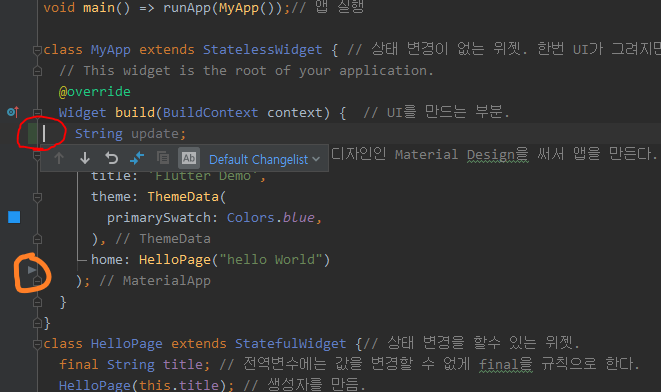 void main() => runApp(MyApp());// 앱 실행
class MyApp extends StatelessWidget { // 상태 변경이 없는 위젯. 한번 UI가 그려지면
// This widget is the root of your application.
@override
Widget build(BuildContext context) { // UI를 만드는 부분.
String update;
Ab Default Changelist
디자인인 Material Design을 써서 앱을 만든다.
title: 'Flutter Demo',
theme: ThemeData(
primarySwatch: Colors.blue,
), // ThemeData
home: HelloPage("hello World")
); // MaterialApp
}
}
class HelloPage extends StatefulWidget {// 상태 변경을 할수 있는 위젯.
final String title; // 전역변수에는 값을 변경할 수 없게 final을 규칙으로 한다.
HelloPage(this.title); // 생성자를 만듬.